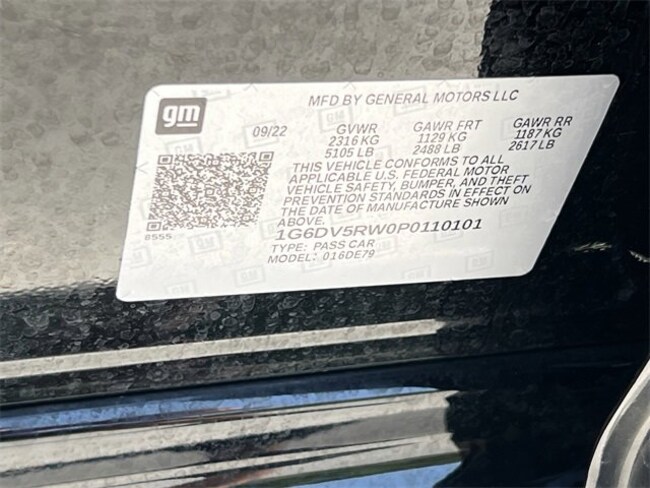 gm
MFD BY GENERAL MOTORS LLC
09/22 GVWR GAWR FRT GAWR RR
2316 KG 1129 KG 1187 KG
5105 LB 2488 LB 2617 LB
THIS VEHICLE CONFORMS TO ALL
APPLICABLE U.S. FEDERAL MOTOR
VEHICLE SAFETY, BUMPER, AND THEFT
PREVENTION STANDARDS IN EFFECT ON
THE DATE OF MANUFACTURE SHOWN
ABOVE.
8555
1G6DV5RW0P0110101
TYPE: PASS CAR
MODEL: 016DE79